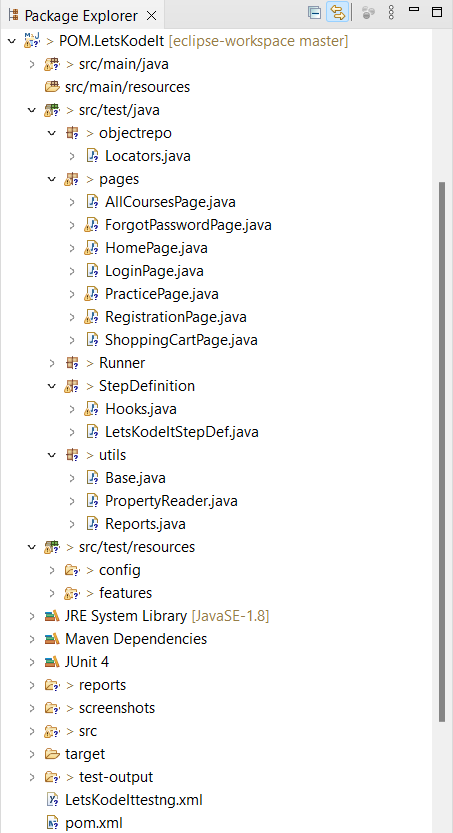 Package Explorer
> POM.LetsKodeIt [eclipse-workspace master]
> src/main/java
src/main/resources
> src/test/java
> objectrepo
> Locators.java
> pages
> AllCoursesPage.java
> ForgotPasswordPage.java
> HomePage.java
> LoginPage.java
> PracticePage.java
> RegistrationPage.java
> ShoppingCartPage.java
> Runner
> StepDefinition
> Hooks.java
> LetsKodeItStepDef.java
> utils
> Base.java
> PropertyReader.java
> Reports.java
> src/test/resources
> config
> features
JRE System Library [JavaSE-1.8]
Maven Dependencies
JUnit 4
> reports
> screenshots
> src
target
> test-output
LetsKodeIttestng.xml
pom.xml